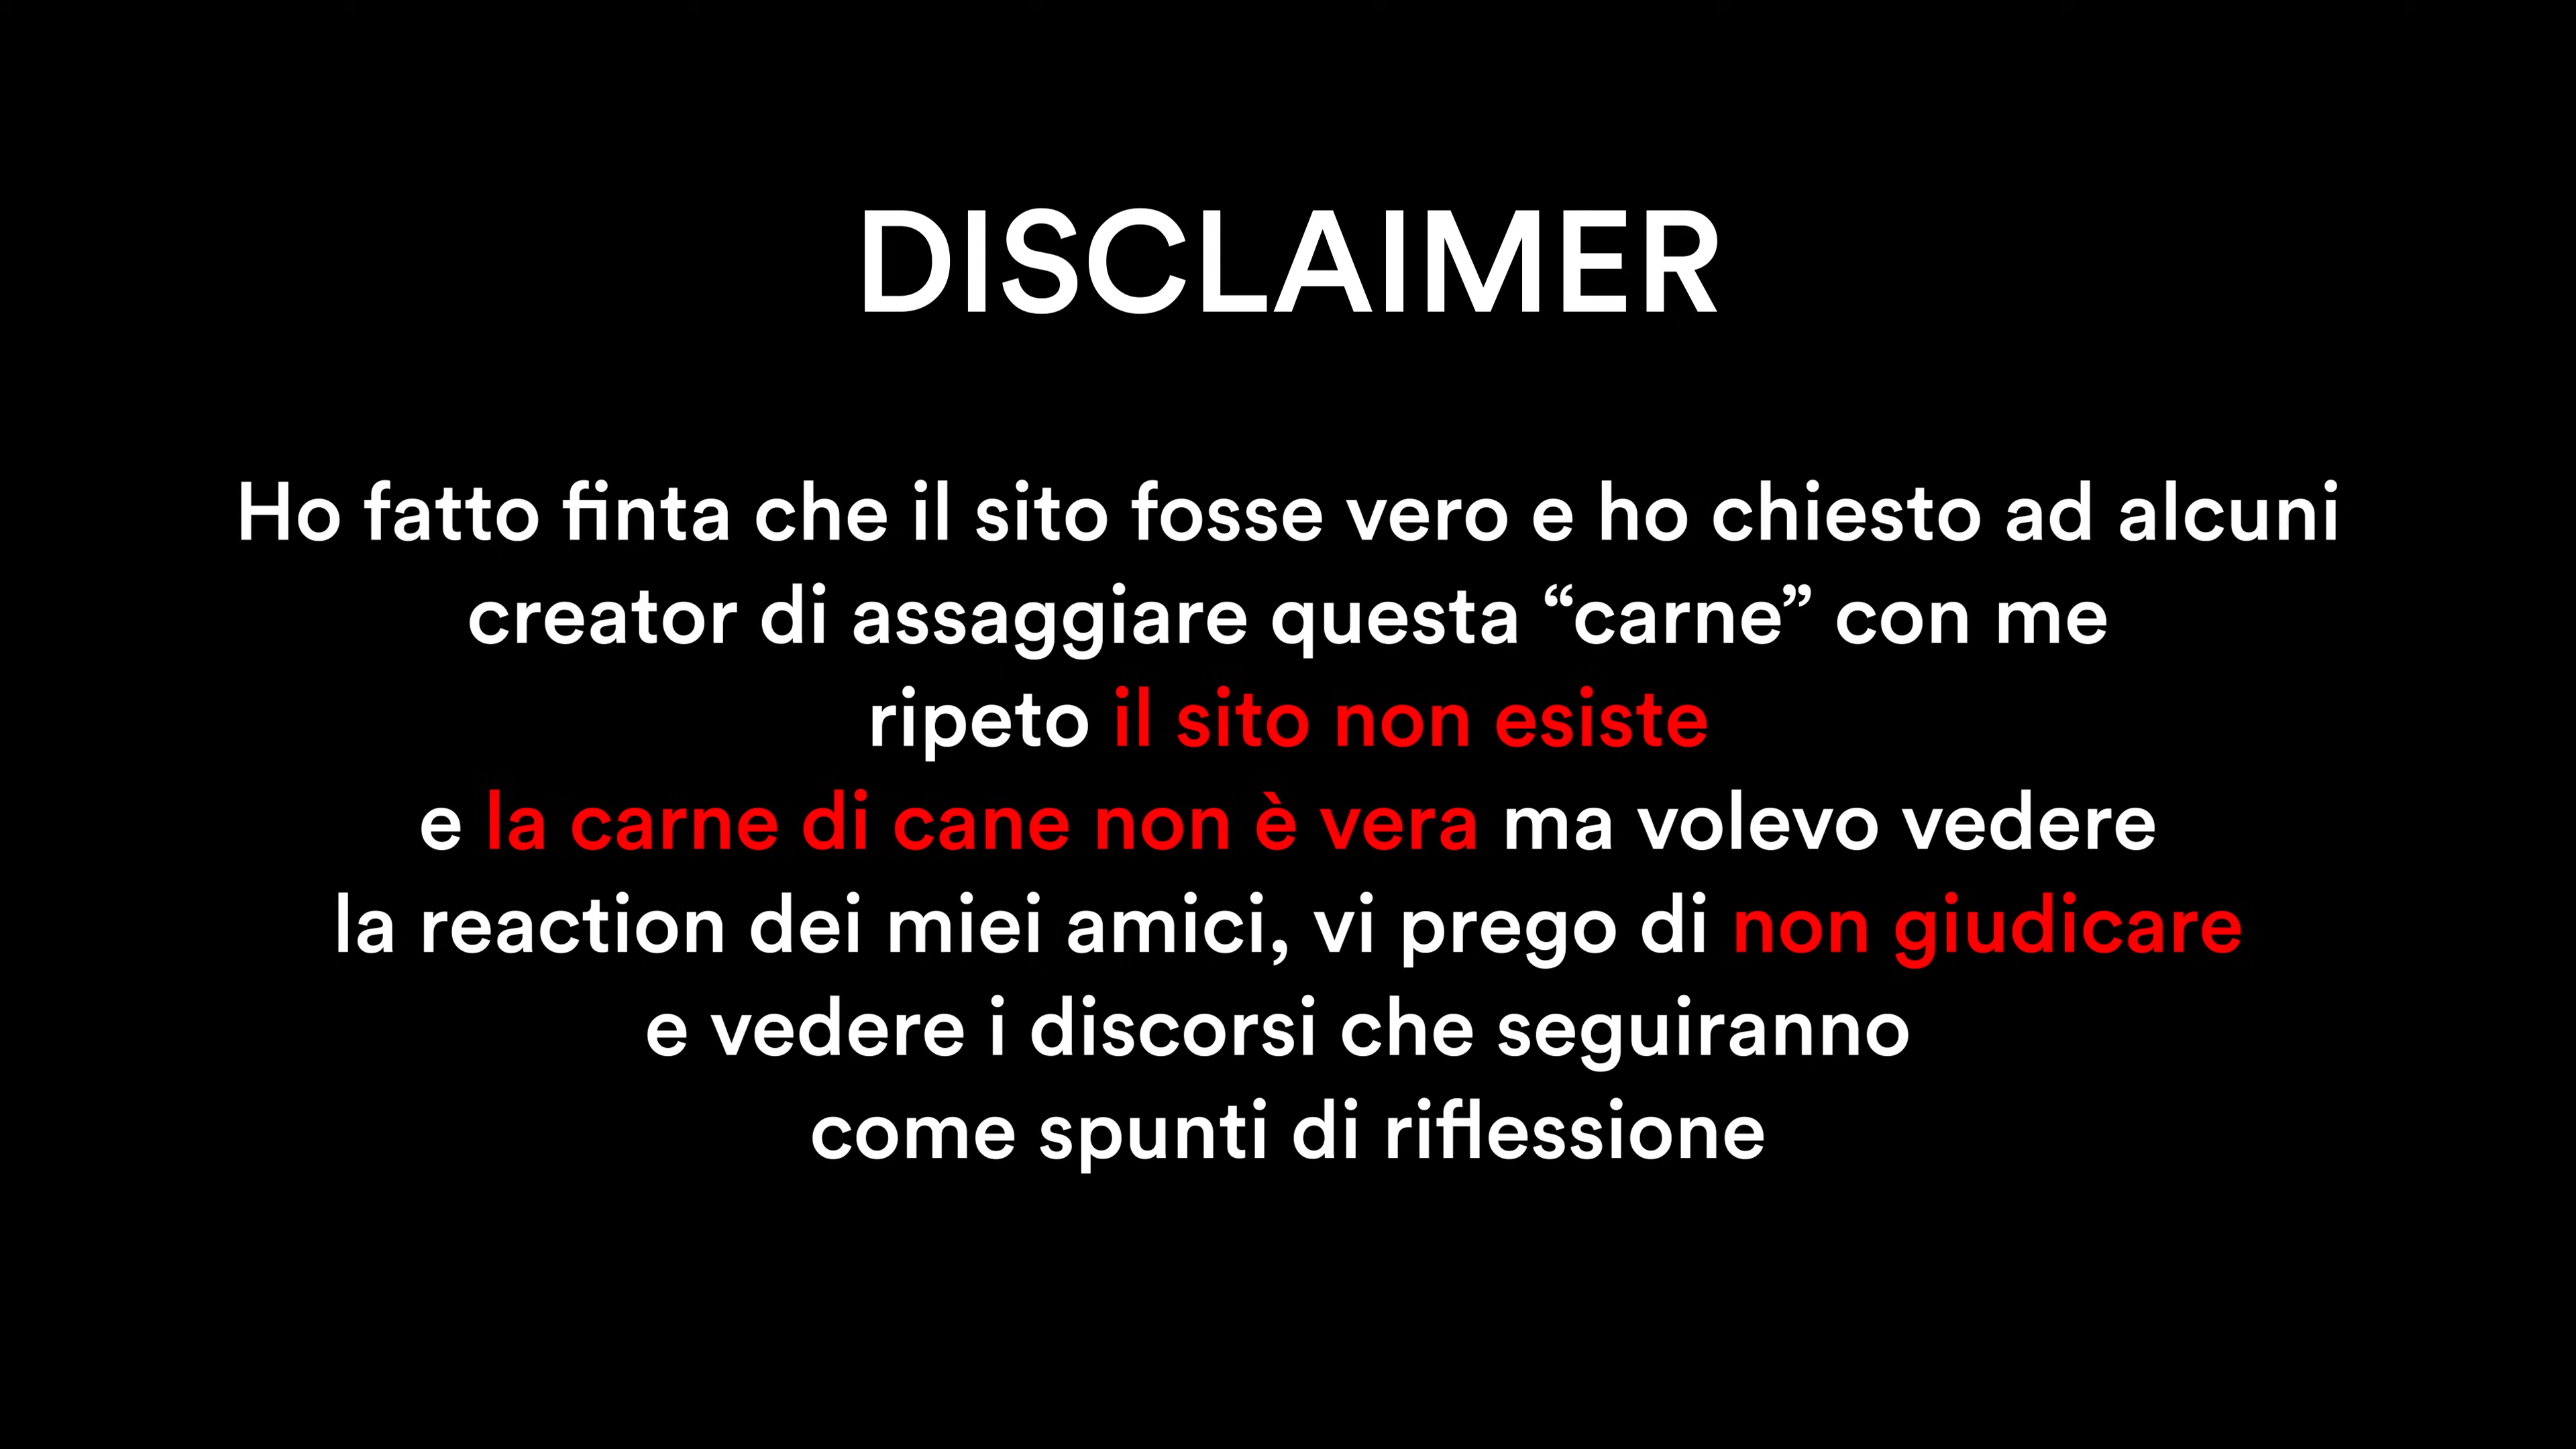 DISCLAIMER
Ho fatto finta che il sito fosse vero e ho chiesto ad alcuni
creator di assaggiare questa “carne” con me
ripeto il sito non esiste
e la carne di cane non è vera ma volevo vedere
la reaction dei miei amici, vi prego di non giudicare
e vedere i discorsi che seguiranno
come spunti di riflessione